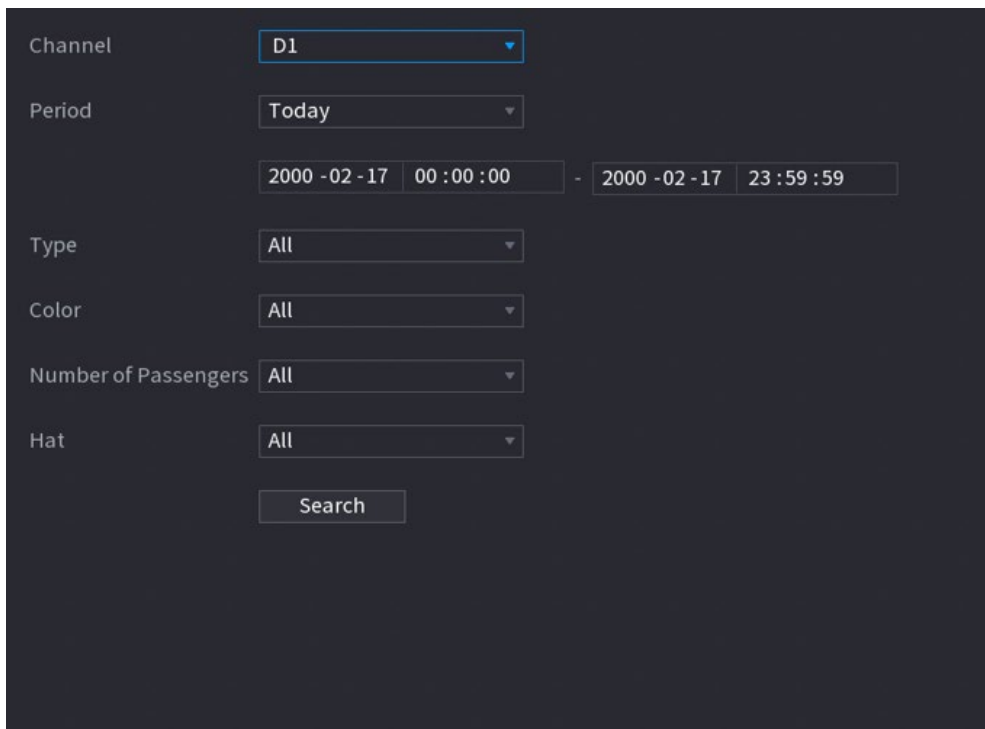 Channel D1
Period Today
2000 -02 -17 00 :00 :00 - 2000 -02 -17 23 :59 :59
Type All
Color All
Number of Passengers All
Hat All
Search